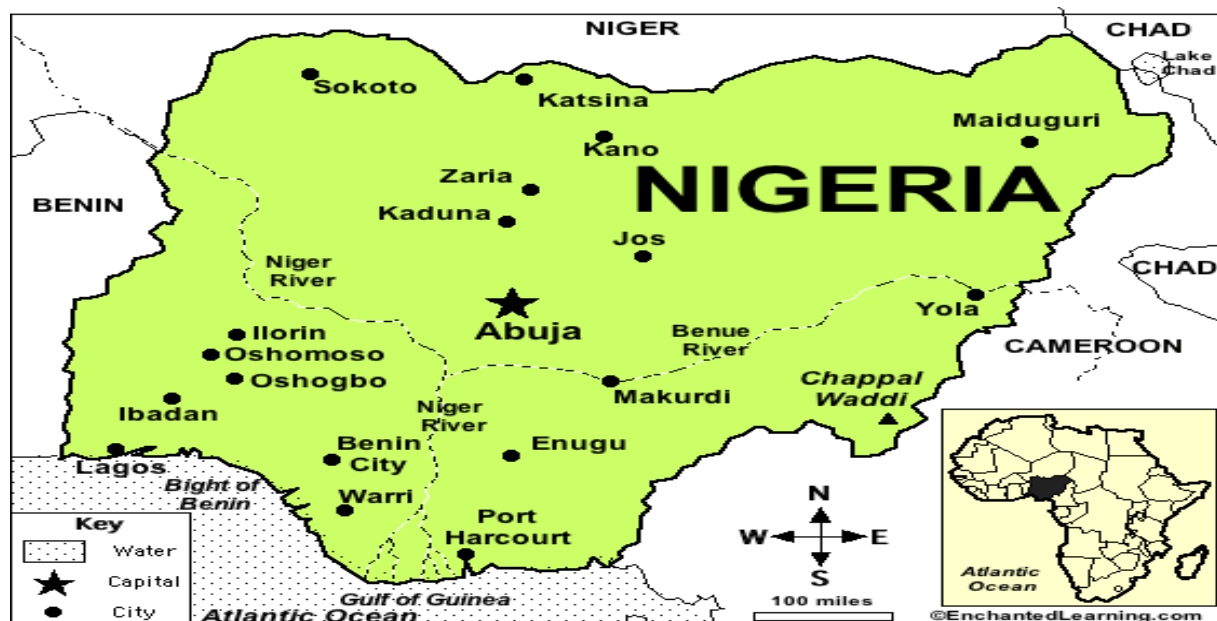 NIGER
CHAD
Lake
Chad
Sokoto
Katsina
Maiduguri
Kano
Zaria
NIGERIA
BENIN
Kaduna
Jos
Niger
River
CHAD
Yola
Abuja
Benue
River
Ilorin
Oshomoso
CAMEROON
Oshogbo
Chappal
Waddi
Ibadan
Makurdi
Niger
River
Benin
City
Enugu
Lagos
Bight of
Benin
Warri
Port
Harcourt
N
W
E
S
Key
Water
Capital
City
Gulf of Guinea
Atlantic Ocean
100 miles
Atlantic
Ocean
©EnchantedLearning.com